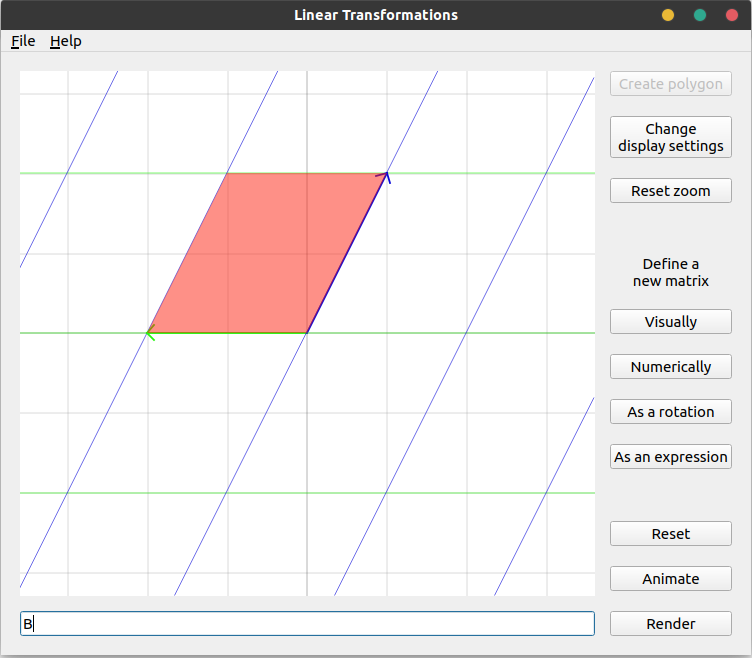 Linear Transformations
File Help
Create polygon
Change
display settings
Reset zoom
Define a
new matrix
Visually
Numerically
As a rotation
As an expression
Reset
Animate
B
Render